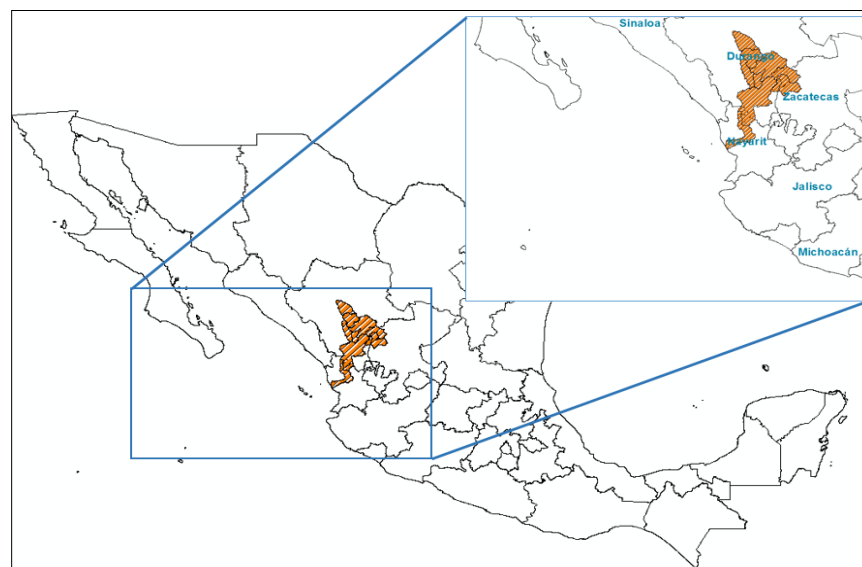 Sinaloa
Durango
Zacatecas
Nayarit
Jalisco
Michoacán